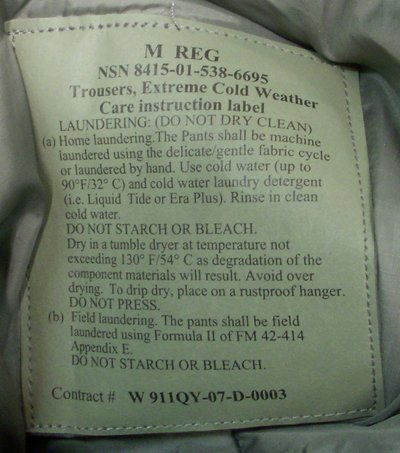 M REG
NSN 8415-01-538-6695
Trousers, Extreme Cold Weather
Care instruction label
LAUNDERING: (DO NOT DRY CLEAN)
(a) Home laundering.The Pants shall be machine
laundered using the delicate/gentle fabric cycle
or laundered by hand. Use cold water (up to
90°F/32° C) and cold water laundry detergent
(i.e. Liquid Tide or Era Plus). Rinse in clean
cold water.
DO NOT STARCH OR BLEACH.
Dry in a tumble dryer at temperature not
exceeding 130° F/54° C as degradation of the
component materials will result. Avoid over
drying. To drip dry, place on a rustproof hanger.
DO NOT PRESS.
(b) Field laundering. The pants shall be field
laundered using Formula II of FM 42-414
Appendix E.
DO NOT STARCH OR BLEACH.
Contract # W 911QY-07-D-0003